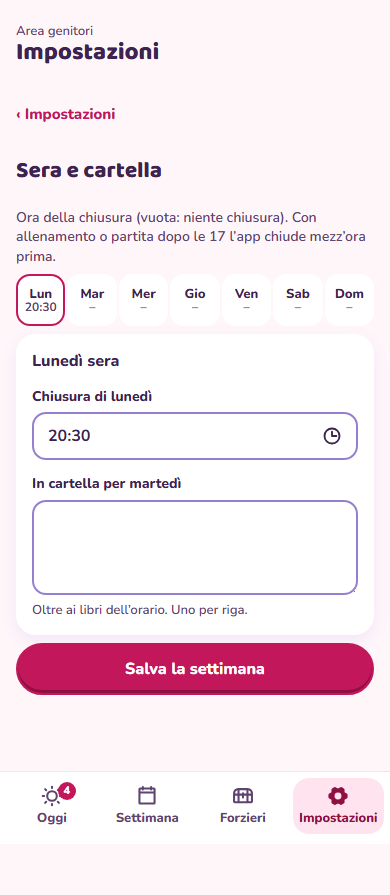 Area genitori
Impostazioni
‹ Impostazioni
Sera e cartella
Ora della chiusura (vuota: niente chiusura). Con
allenamento o partita dopo le 17 l'app chiude mezz'ora
prima.
Lun Mar Mer Gio Ven Sab Dom
20:30 – – – – – –
Lunedì sera
Chiusura di lunedì
20:30
In cartella per martedì
Oltre ai libri dell'orario. Uno per riga.
Salva la settimana
4
Oggi Settimana Forzieri Impostazioni